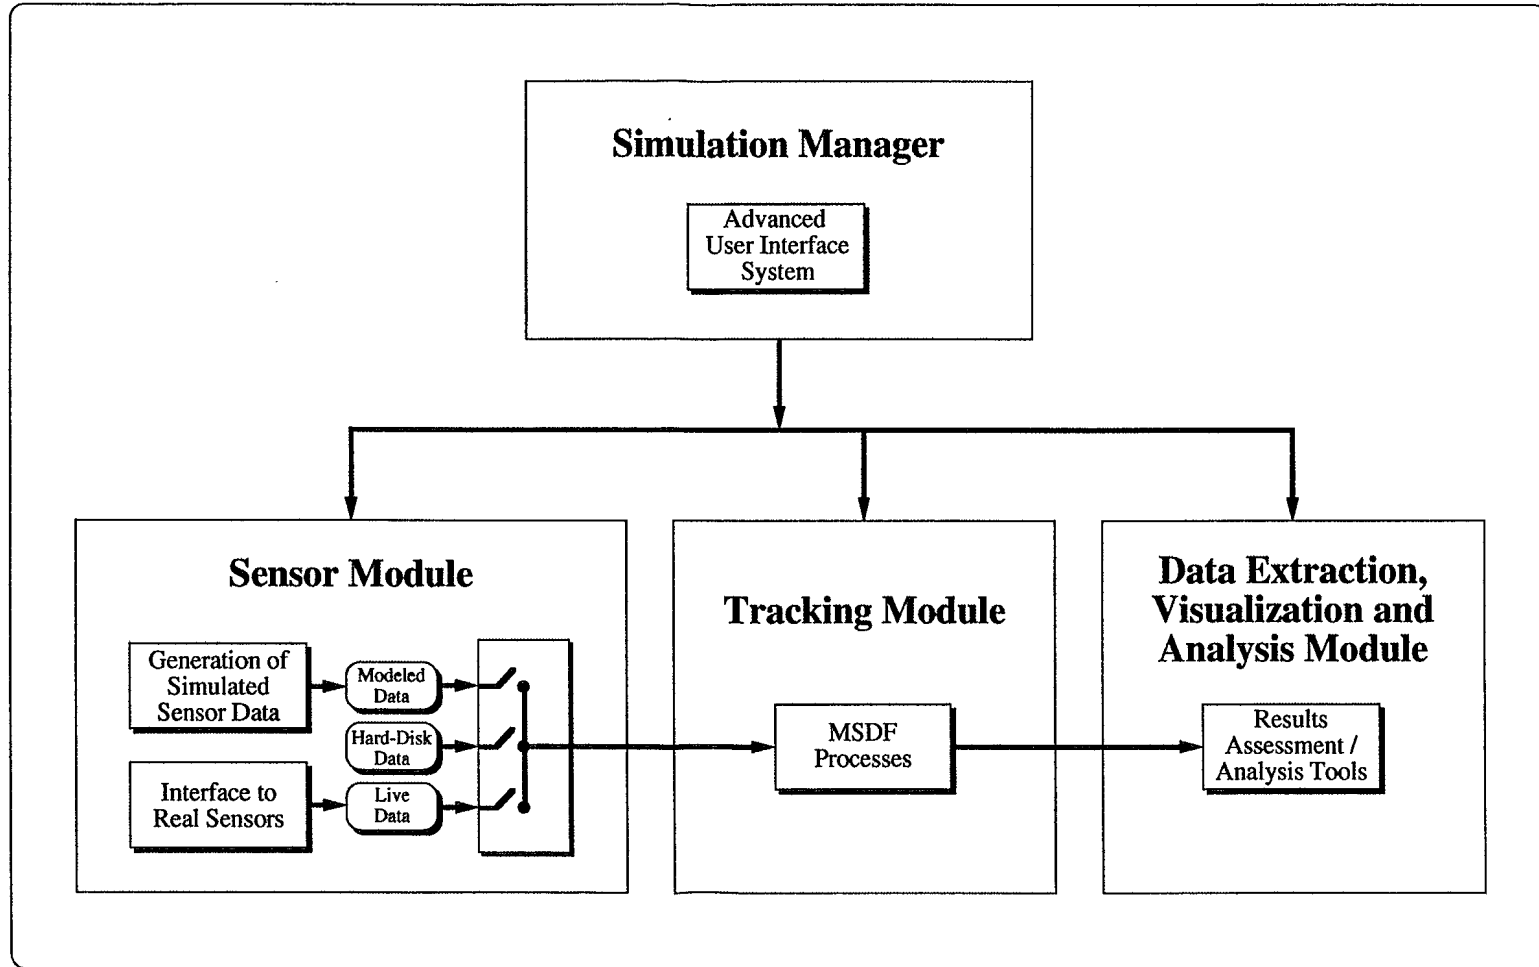 Simulation Manager
Advanced
User Interface
System
Sensor Module
Generation of
Simulated
Sensor Data
Modeled
Data
Hard-Disk
Data
Interface to
Real Sensors
Live
Data
Tracking Module
MSDF
Processes
Data Extraction,
Visualization and
Analysis Module
Results
Assessment /
Analysis Tools